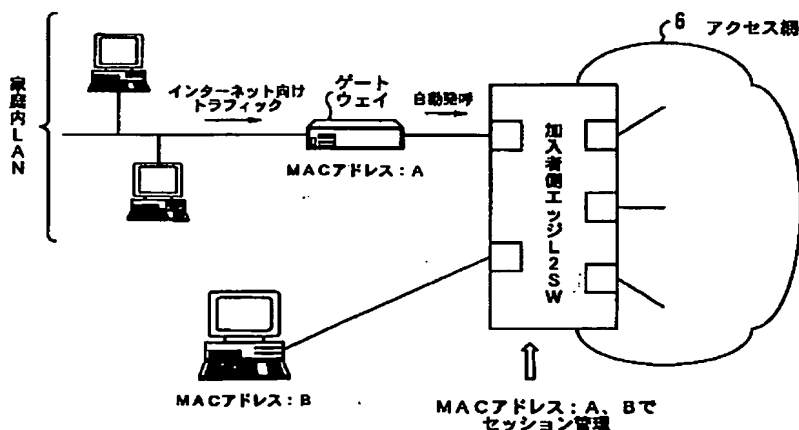 6 アクセス網
家庭内LAN
インターネット向け
トラフィック
ゲート
ウェイ
自動発呼
MACアドレス：A
加入者側エッジL2SW
MACアドレス：B
MACアドレス：A、Bで
セッション管理